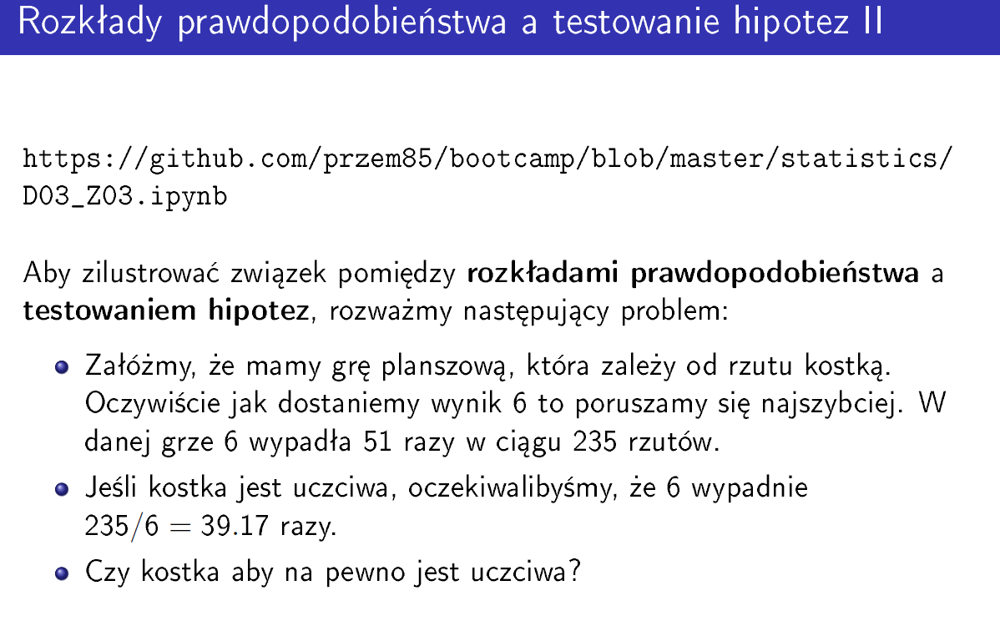 Rozkłady prawdopodobieństwa a testowanie hipotez II
https://github.com/przem85/bootcamp/blob/master/statistics/
D03_Z03.ipynb
Aby zilustrować związek pomiędzy rozkładami prawdopodobieństwa a
testowaniem hipotez, rozważmy następujący problem:
Załóżmy, że mamy grę planszową, która zależy od rzutu kostką.
Oczywiście jak dostaniemy wynik 6 to poruszamy się najszybciej. W
danej grze 6 wypadła 51 razy w ciągu 235 rzutów.
Jeśli kostka jest uczciwa, oczekiwalibyśmy, że 6 wypadnie
235/6 = 39.17 razy.
Czy kostka aby na pewno jest uczciwa?